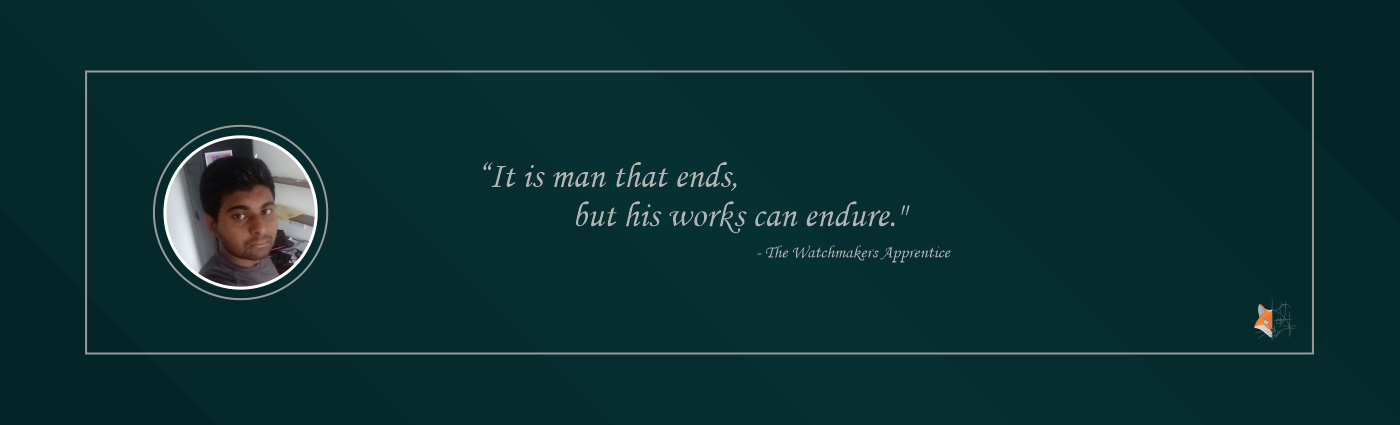 “It is man that ends,
but his works can endure."
- The Watchmakers Apprentice